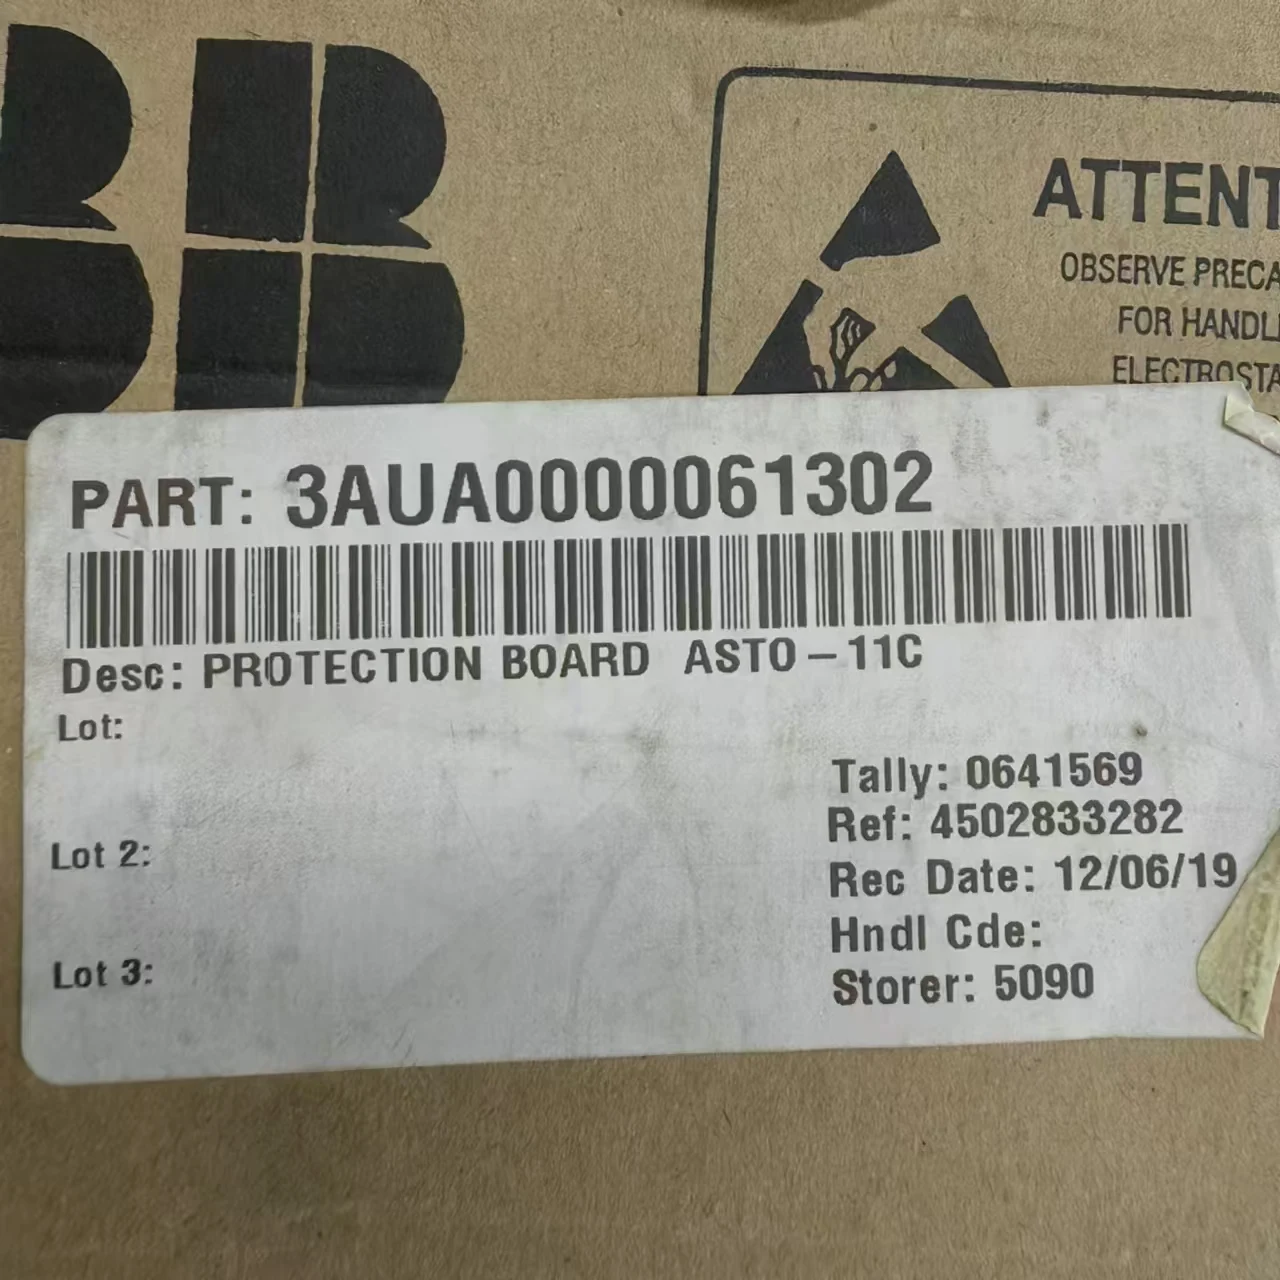 BB
ATTENT
OBSERVE PRECA
FOR HANDL
ELECTROSTA
PART: 3AUA0000061302
Desc: PROTECTION BOARD ASTO-11C
Lot:
Tally: 0641569
Ref: 4502833282
Lot 2:
Rec Date: 12/06/19
Hndl Cde:
Lot 3:
Storer: 5090